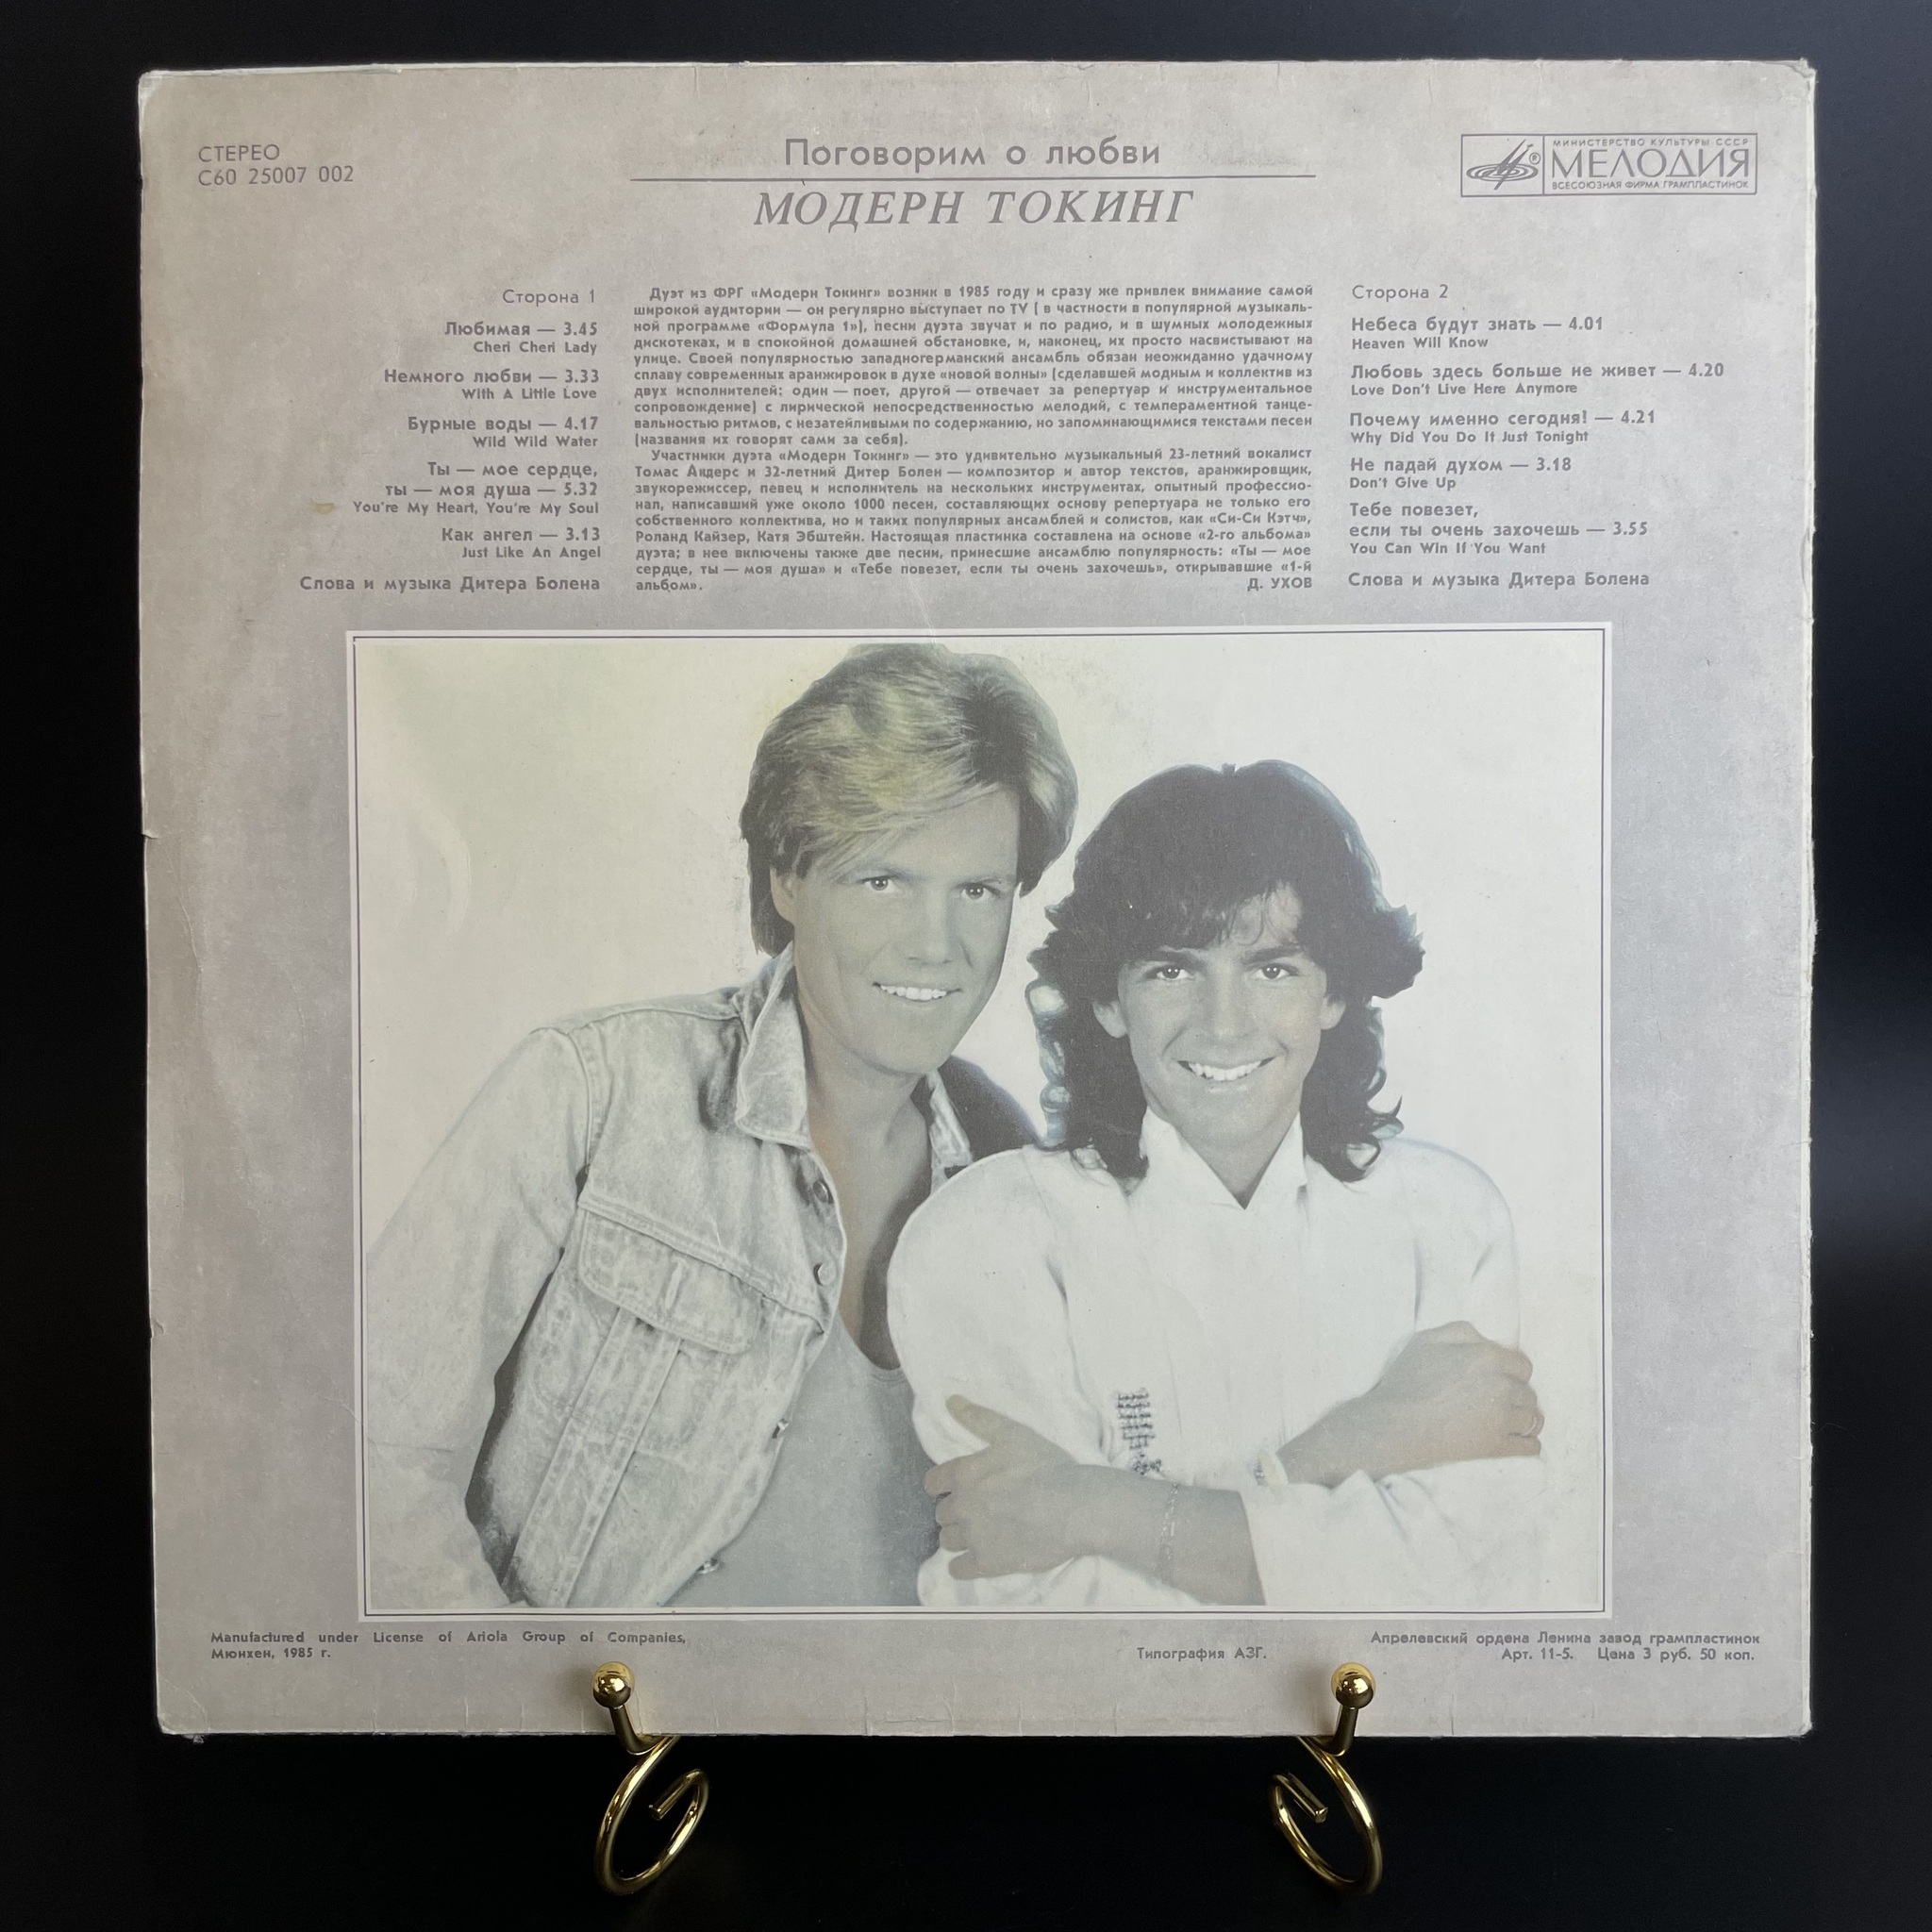 СТЕРЕО
С60 25007 002
Поговорим о любви
МОДЕРН ТОКИНГ
МИНИСТЕРСТВО КУЛЬТУРЫ СССР
МЕЛОДИЯ
ВСЕСОЮЗНАЯ ФИРМА ГРАМПЛАСТИНОК
Сторона 1
Любимая — 3.45
Cheri Cheri Lady
Немного любви — 3.33
With A Little Love
Бурные воды — 4.17
Wild Wild Water
Ты — мое сердце,
ты — моя душа — 5.32
You're My Heart, You're My Soul
Как ангел — 3.13
Just Like An Angel
Слова и музыка Дитера Болена
Дуэт из ФРГ «Модерн Токинг» возник в 1985 году и сразу же привлек внимание самой
широкой аудитории — он регулярно выступает по TV ( в частности в популярной музыкаль-
ной программе «Формула 1»), песни дуэта звучат и по радио, и в шумных молодежных
дискотеках, и в спокойной домашней обстановке, и, наконец, их просто насвистывают на
улице. Своей популярностью западногерманский ансамбль обязан неожиданно удачному
сплаву современных аранжировок в духе «новой волны» (сделавшей модным и коллектив из
двух исполнителей: один — поет, другой — отвечает за репертуар и инструментальное
сопровождение) с лирической непосредственностью мелодий, с темпераментной танце-
вальностью ритмов, с незатейливыми по содержанию, но запоминающимися текстами песен
(названия их говорят сами за себя).
Участники дуэта «Модерн Токинг» — это удивительно музыкальный 23-летний вокалист
Томас Андерс и 32-летний Дитер Болен — композитор и автор текстов, аранжировщик,
звукорежиссер, певец и исполнитель на нескольких инструментах, опытный профессио-
нал, написавший уже около 1000 песен, составляющих основу репертуара не только его
собственного коллектива, но и таких популярных ансамблей и солистов, как «Си-Си Кэтч»,
Роланд Кайзер, Катя Эбштейн. Настоящая пластинка составлена на основе «2-го альбома»
дуэта; в нее включены также две песни, принесшие ансамблю популярность: «Ты — мое
сердце, ты — моя душа» и «Тебе повезет, если ты очень захочешь», открывавшие «1-й
альбом».
Д. УХОВ
Сторона 2
Небеса будут знать — 4.01
Heaven Will Know
Любовь здесь больше не живет — 4.20
Love Don't Live Here Anymore
Почему именно сегодня! — 4.21
Why Did You Do It Just Tonight
Не падай духом — 3.18
Don't Give Up
Тебе повезет,
если ты очень захочешь — 3.55
You Can Win If You Want
Слова и музыка Дитера Болена
Manufactured under License of Ariola Group of Companies,
Мюнхен, 1985 г.
Типография АЗГ.
Апрелевский ордена Ленина завод грампластинок
Арт. 11-5. Цена 3 руб. 50 коп.